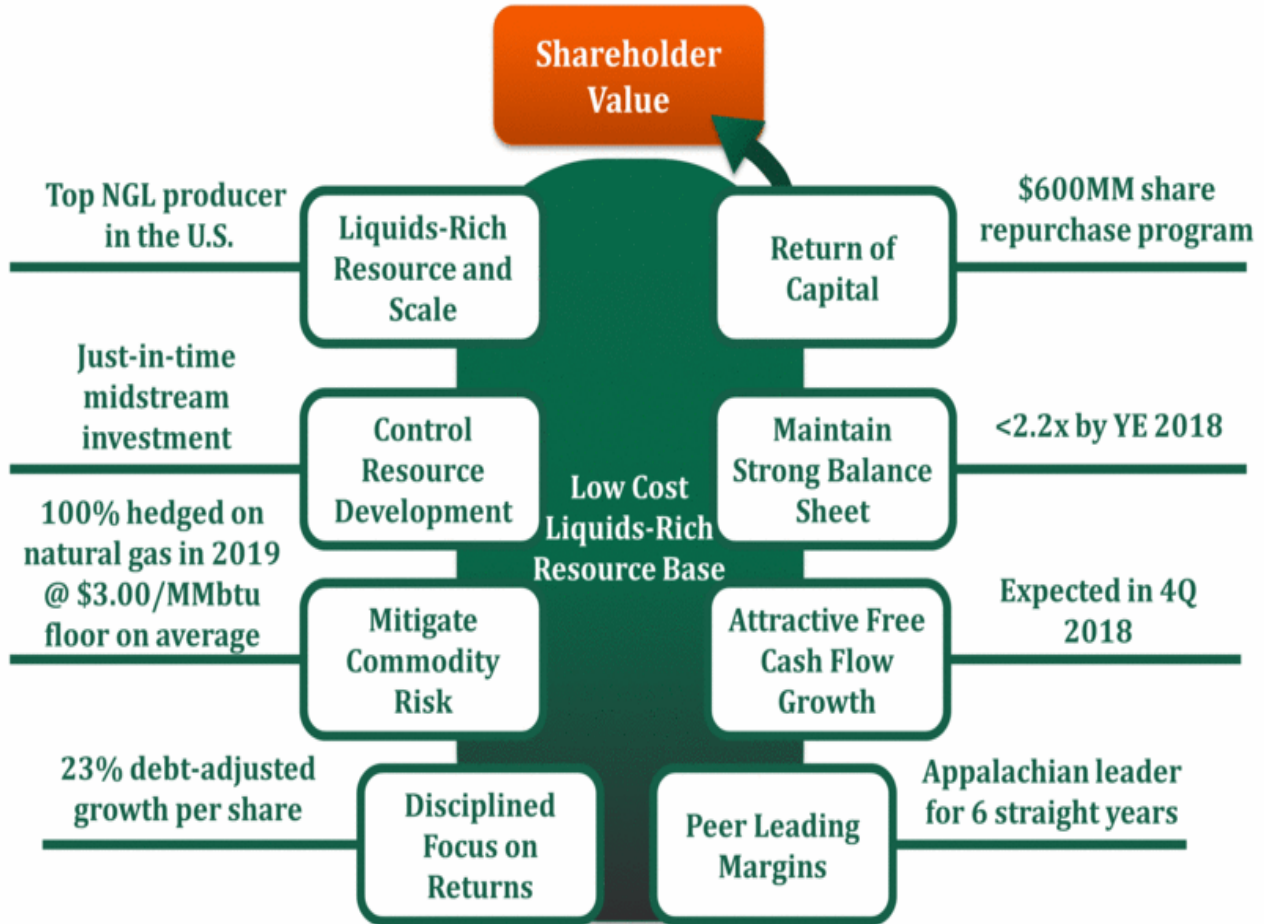 Shareholder
Value
Top NGL producer
in the U.S.
Liquids-Rich
Resource and
Scale
Return of
Capital
$600MM share
repurchase program
Just-in-time
midstream
investment
Control
Resource
Development
Low Cost
Liquids-Rich
Resource Base
Maintain
Strong Balance
Sheet
<2.2x by YE 2018
100% hedged on
natural gas in 2019
@ $3.00/MMbtu
floor on average
Mitigate
Commodity
Risk
Attractive Free
Cash Flow
Growth
Expected in 4Q
2018
23% debt-adjusted
growth per share
Disciplined
Focus on
Returns
Peer Leading
Margins
Appalachian leader
for 6 straight years